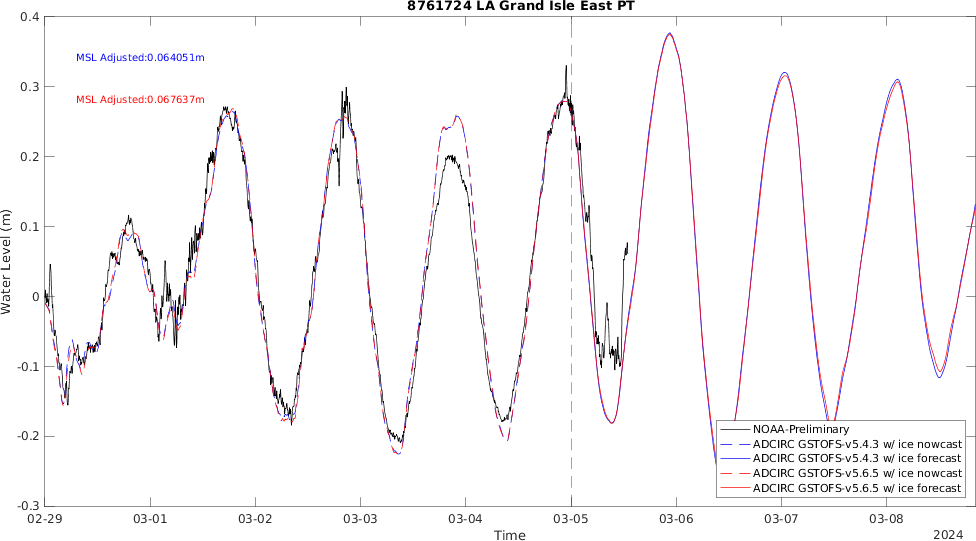 8761724 LA Grand Isle East PT
MSL Adjusted:0.064051m
MSL Adjusted:0.067637m
Water Level (m)
0.4
0.3
0.2
0.1
0
-0.1
-0.2
-0.3
NOAA-Preliminary
ADCIRC GSTOFS-v5.4.3 w/ ice nowcast
ADCIRC GSTOFS-v5.4.3 w/ ice forecast
ADCIRC GSTOFS-v5.6.5 w/ ice nowcast
ADCIRC GSTOFS-v5.6.5 w/ ice forecast
02-29 03-01 03-02 03-03 03-04 03-05 03-06 03-07 03-08
Time
2024